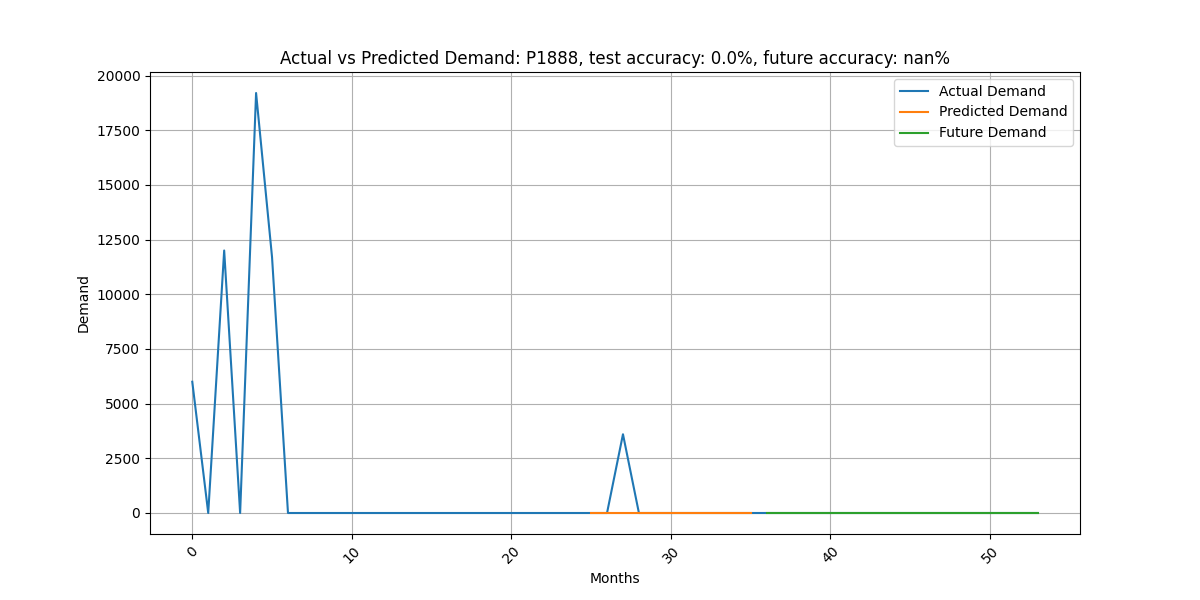 Actual vs Predicted Demand: P1888, test accuracy: 0.0%, future accuracy: nan%
Actual Demand
Predicted Demand
Future Demand
Demand
20000
17500
15000
12500
10000
7500
5000
2500
0
0 10 20 30 40 50
Months